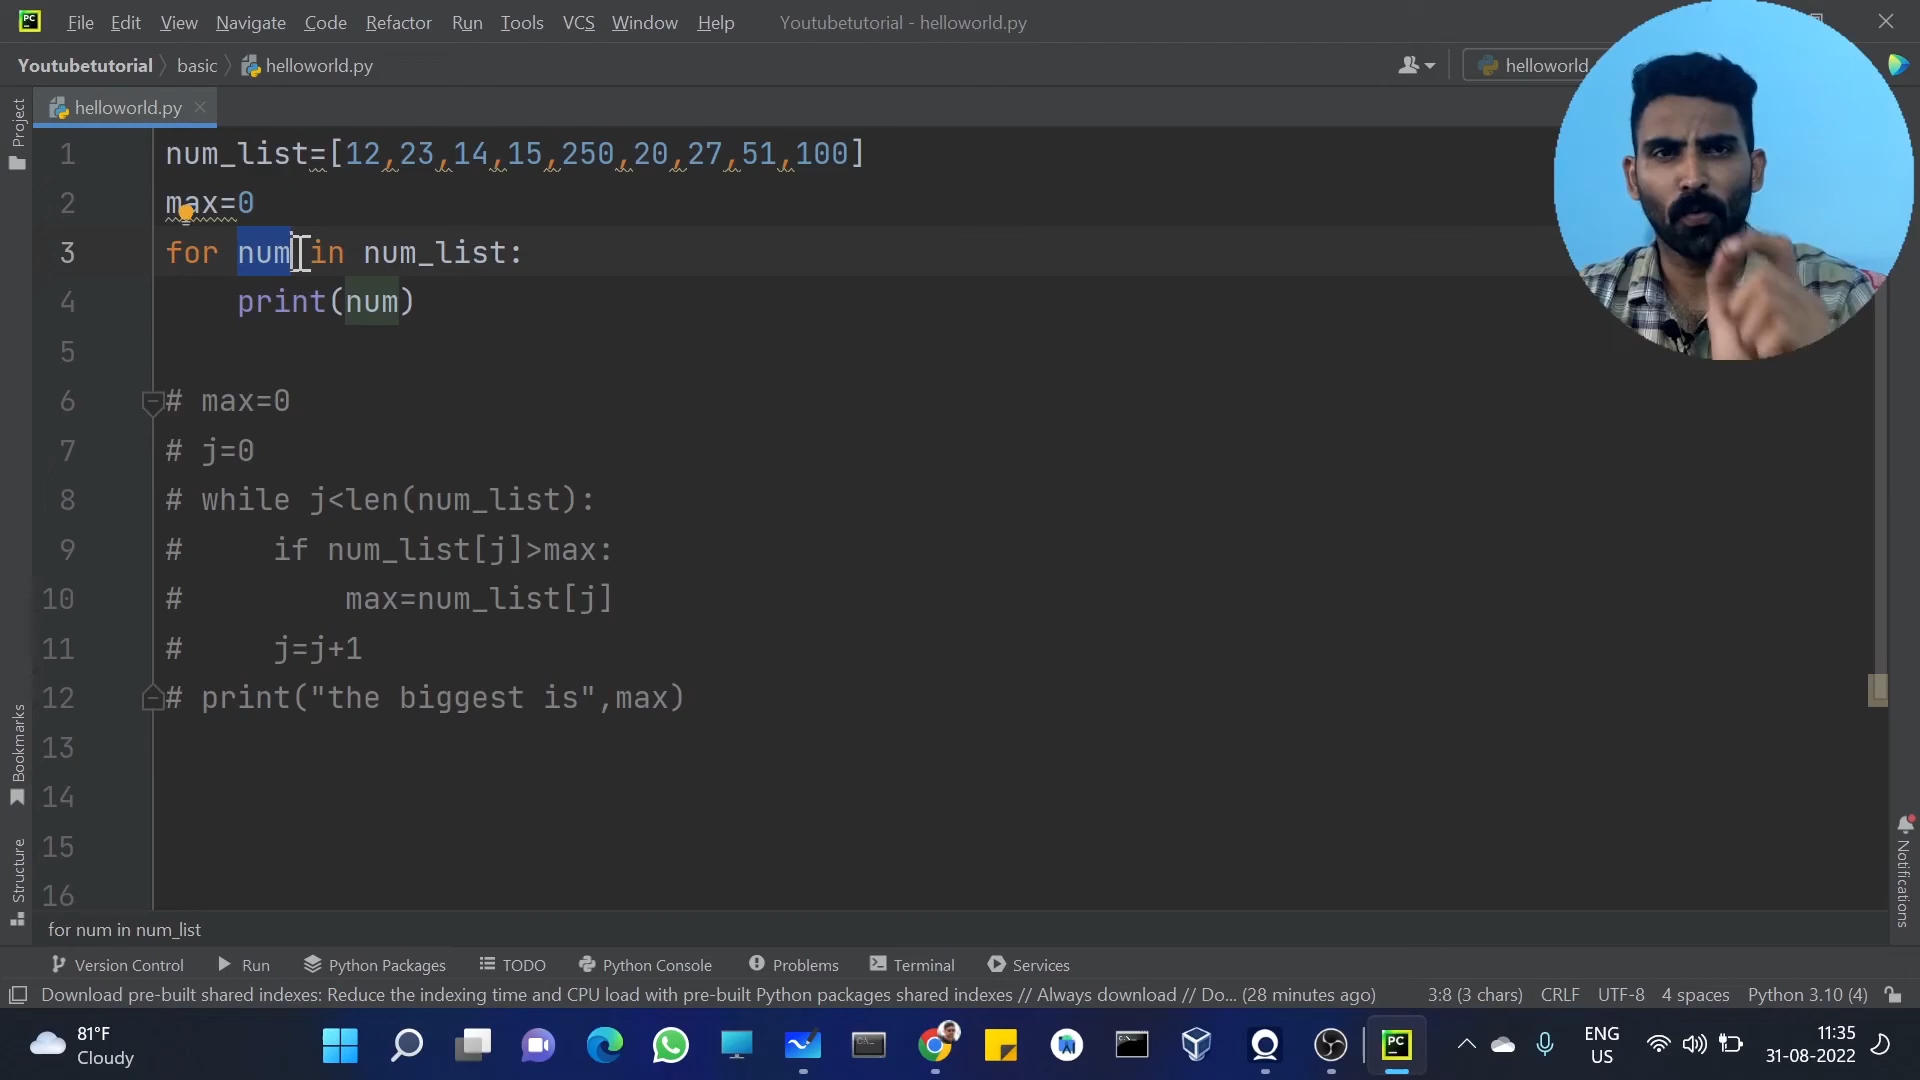 File Edit View Navigate Code Refactor Run Tools VCS Window Help Youtubetutorial - helloworld.py
Youtubetutorial basic helloworld.py helloworld
helloworld.py
Project
1 num_list=[12,23,14,15,250,20,27,51,100]
2 max=0
3 for num in num_list:
4 print(num)
5
6 # max=0
7 # j=0
8 # while j<len(num_list):
9 # if num_list[j]>max:
10 # max=num_list[j]
11 # j=j+1
12 # print("the biggest is",max)
13
14
15
16
Bookmarks
Structure
Notifications
for num in num_list
Version Control Run Python Packages TODO Python Console Problems Terminal Services
Download pre-built shared indexes: Reduce the indexing time and CPU load with pre-built Python packages shared indexes // Always download // Do... (28 minutes ago) 3:8 (3 chars) CRLF UTF-8 4 spaces Python 3.10 (4)
81°F
Cloudy
PC
ENG
US
11:35
31-08-2022